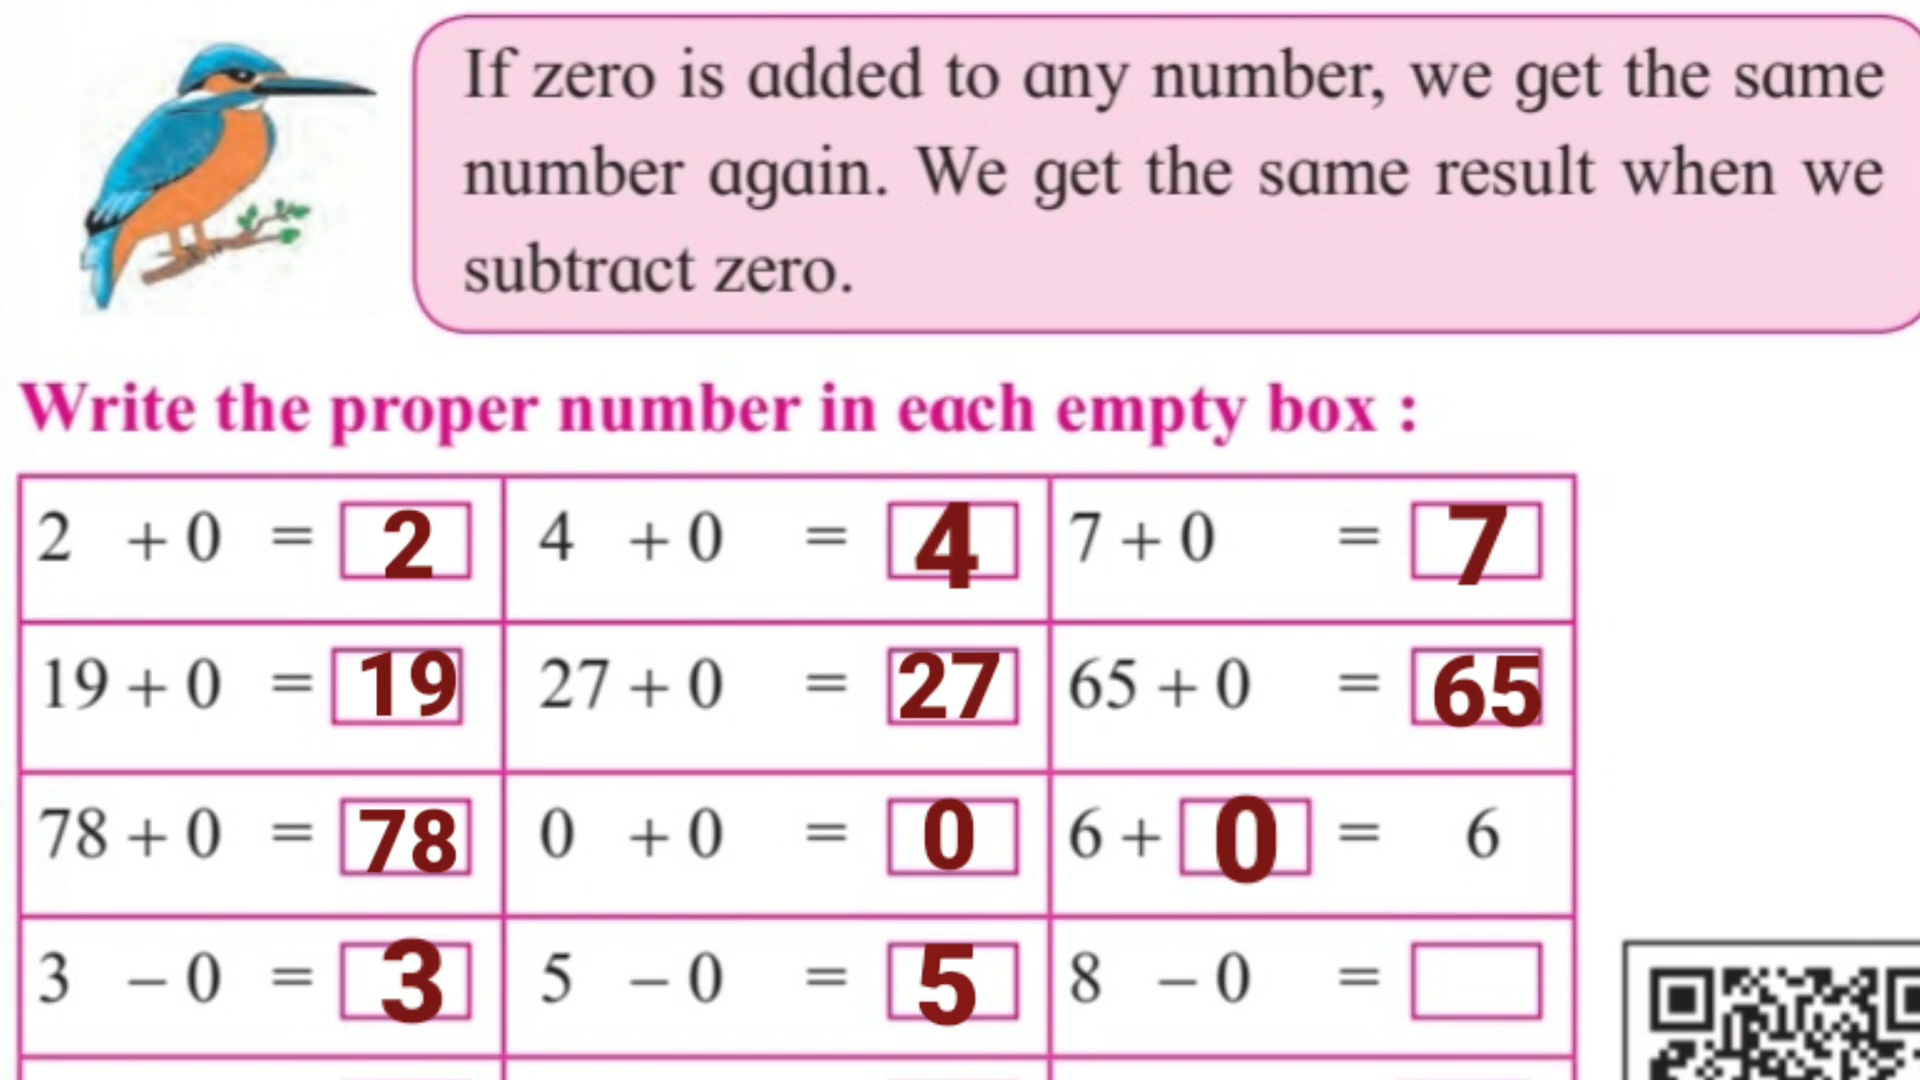 If zero is added to any number, we get the same
number again. We get the same result when we
subtract zero.
Write the proper number in each empty box :
2 + 0 = 2 4 + 0 = 4 7 + 0 = 7
19 + 0 = 19 27 + 0 = 27 65 + 0 = 65
78 + 0 = 78 0 + 0 = 0 6 + 0 = 6
3 – 0 = 3 5 – 0 = 5 8 – 0 =